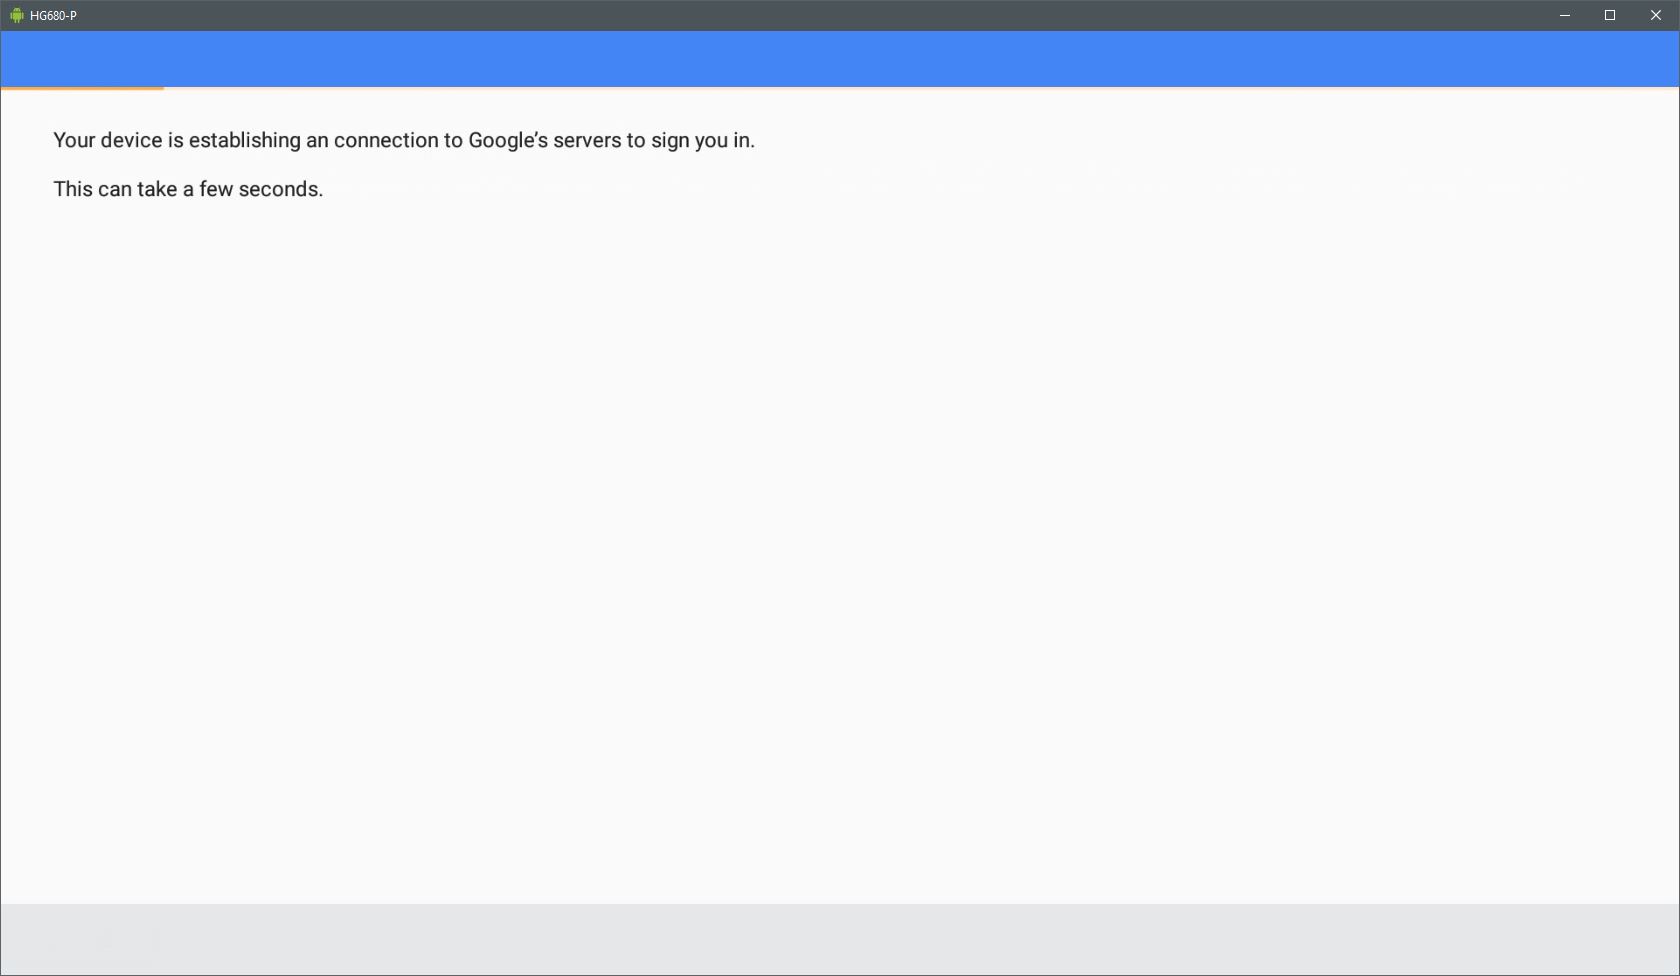 HG680-P
Your device is establishing an connection to Google’s servers to sign you in.
This can take a few seconds.